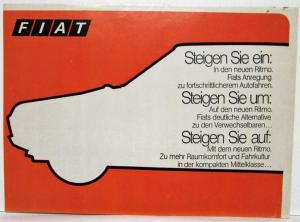 FIAT
Steigen Sie ein:
In den neuen Ritmo.
Fiats Anregung
zu fortschrittlichem Autofahren.
Steigen Sie um:
Auf den neuen Ritmo.
Fiats deutliche Alternative
zu den Verwechselbaren...
Steigen Sie auf:
Mit dem neuen Ritmo.
Zu mehr Raumkomfort und Fahrkultur
in der kompakten Mittelklasse...